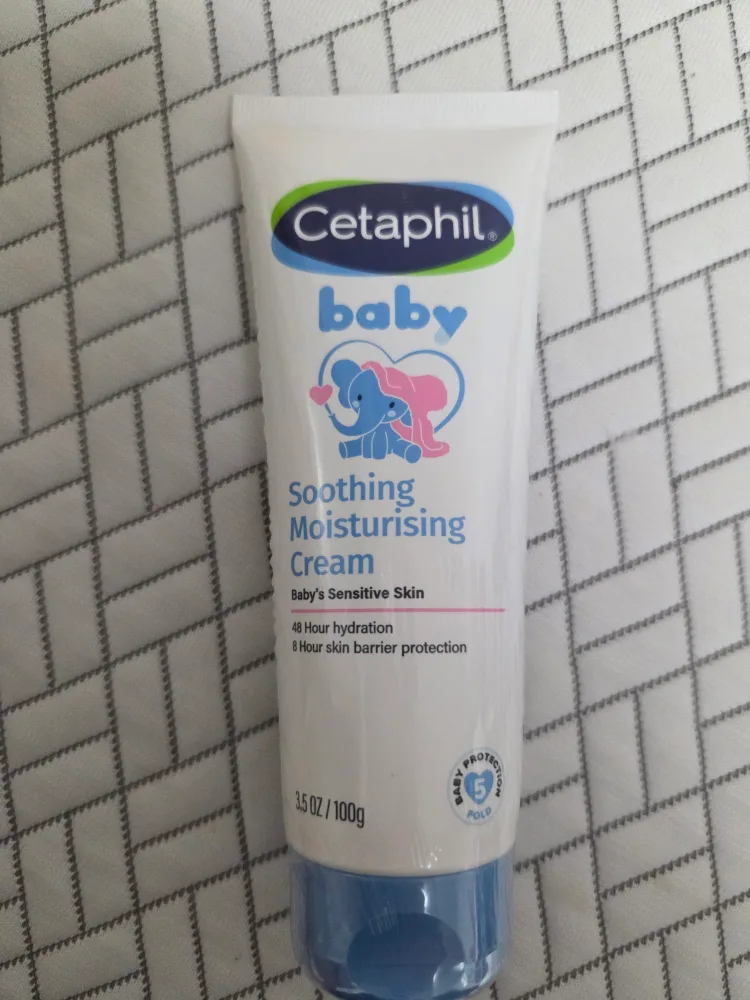 Cetaphil®
baby
Soothing
Moisturising
Cream
Baby's Sensitive Skin
48 Hour hydration
8 Hour skin barrier protection
3.5 OZ / 100g
BABY PROTECTION
5
FOLD